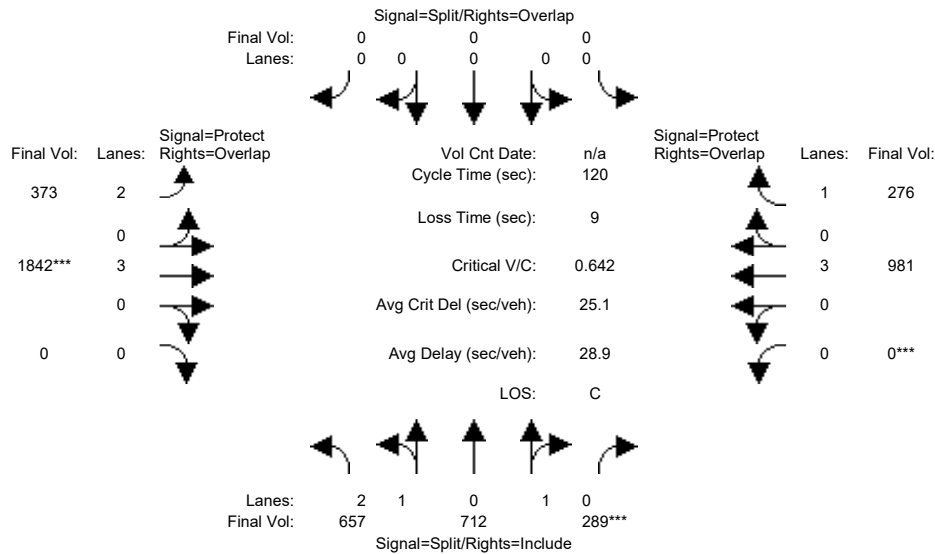 Signal=Split/Rights=Overlap
Final Vol: 0 0 0
Lanes: 0 0 0 0 0
Signal=Protect
Final Vol: Lanes: Rights=Overlap
Vol Cnt Date: n/a
Signal=Protect
Rights=Overlap Lanes: Final Vol:
Cycle Time (sec): 120
373 2
1 276
Loss Time (sec): 9
0
0
1842*** 3
Critical V/C: 0.642
3 981
0
Avg Crit Del (sec/veh): 25.1
0
0 0
Avg Delay (sec/veh): 28.9
0 0***
LOS: C
Lanes: 2 1 0 1 0
Final Vol: 657 712 289***
Signal=Split/Rights=Include